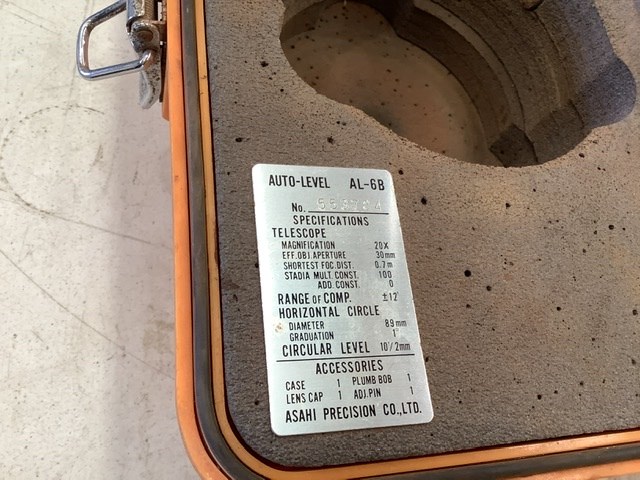 AUTO-LEVEL AL-6B
No.
SPECIFICATIONS
TELESCOPE
MAGNIFICATION 20X
EFF.OBJ.APERTURE 30mm
SHORTEST FOC.DIST. 0.7m
STADIA MULT.CONST. 100
ADD.CONST. 0
RANGE OF COMP. ±12'
HORIZONTAL CIRCLE
DIAMETER 89mm
GRADUATION 1°
CIRCULAR LEVEL 10'/2mm
ACCESSORIES
CASE 1 PLUMB BOB 1
LENS CAP 1 ADJ.PIN 1
ASAHI PRECISION CO.,LTD.